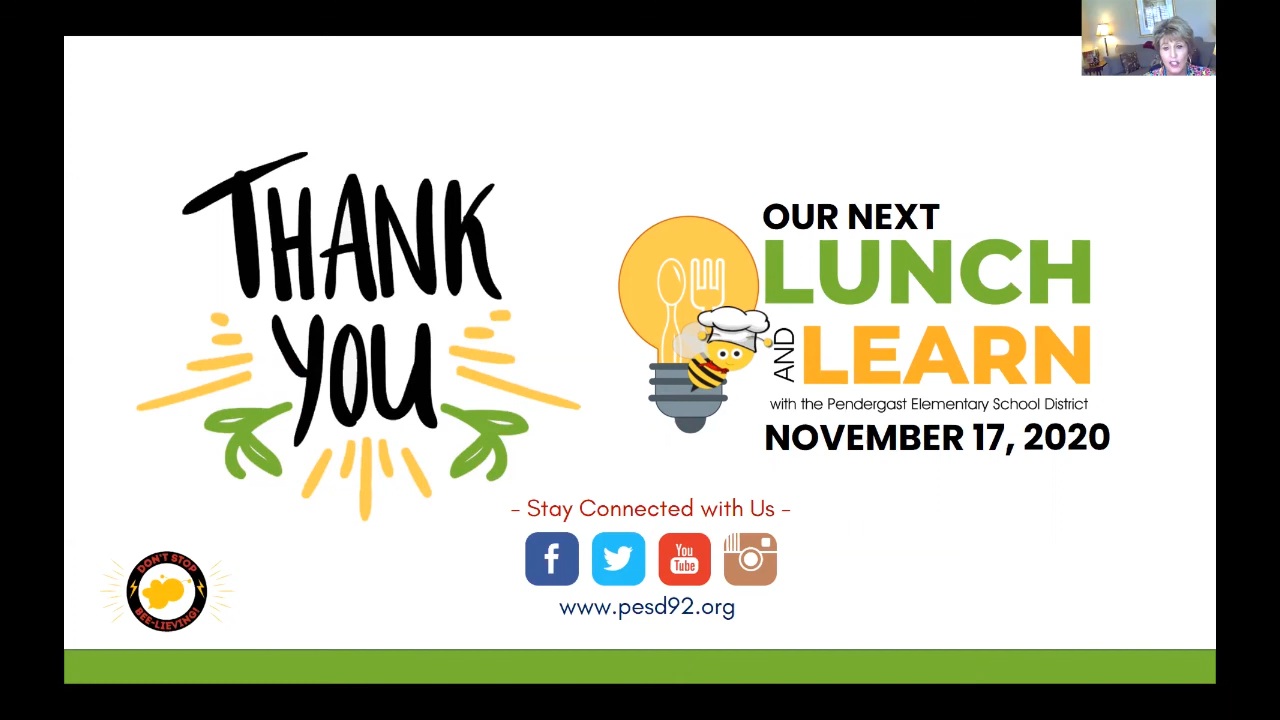 THANK
YOU
OUR NEXT
LUNCH
AND
LEARN
with the Pendergast Elementary School District
NOVEMBER 17, 2020
- Stay Connected with Us -
f
You
Tube
www.pesd92.org
DON'T STOP
BEE-LIEVING!